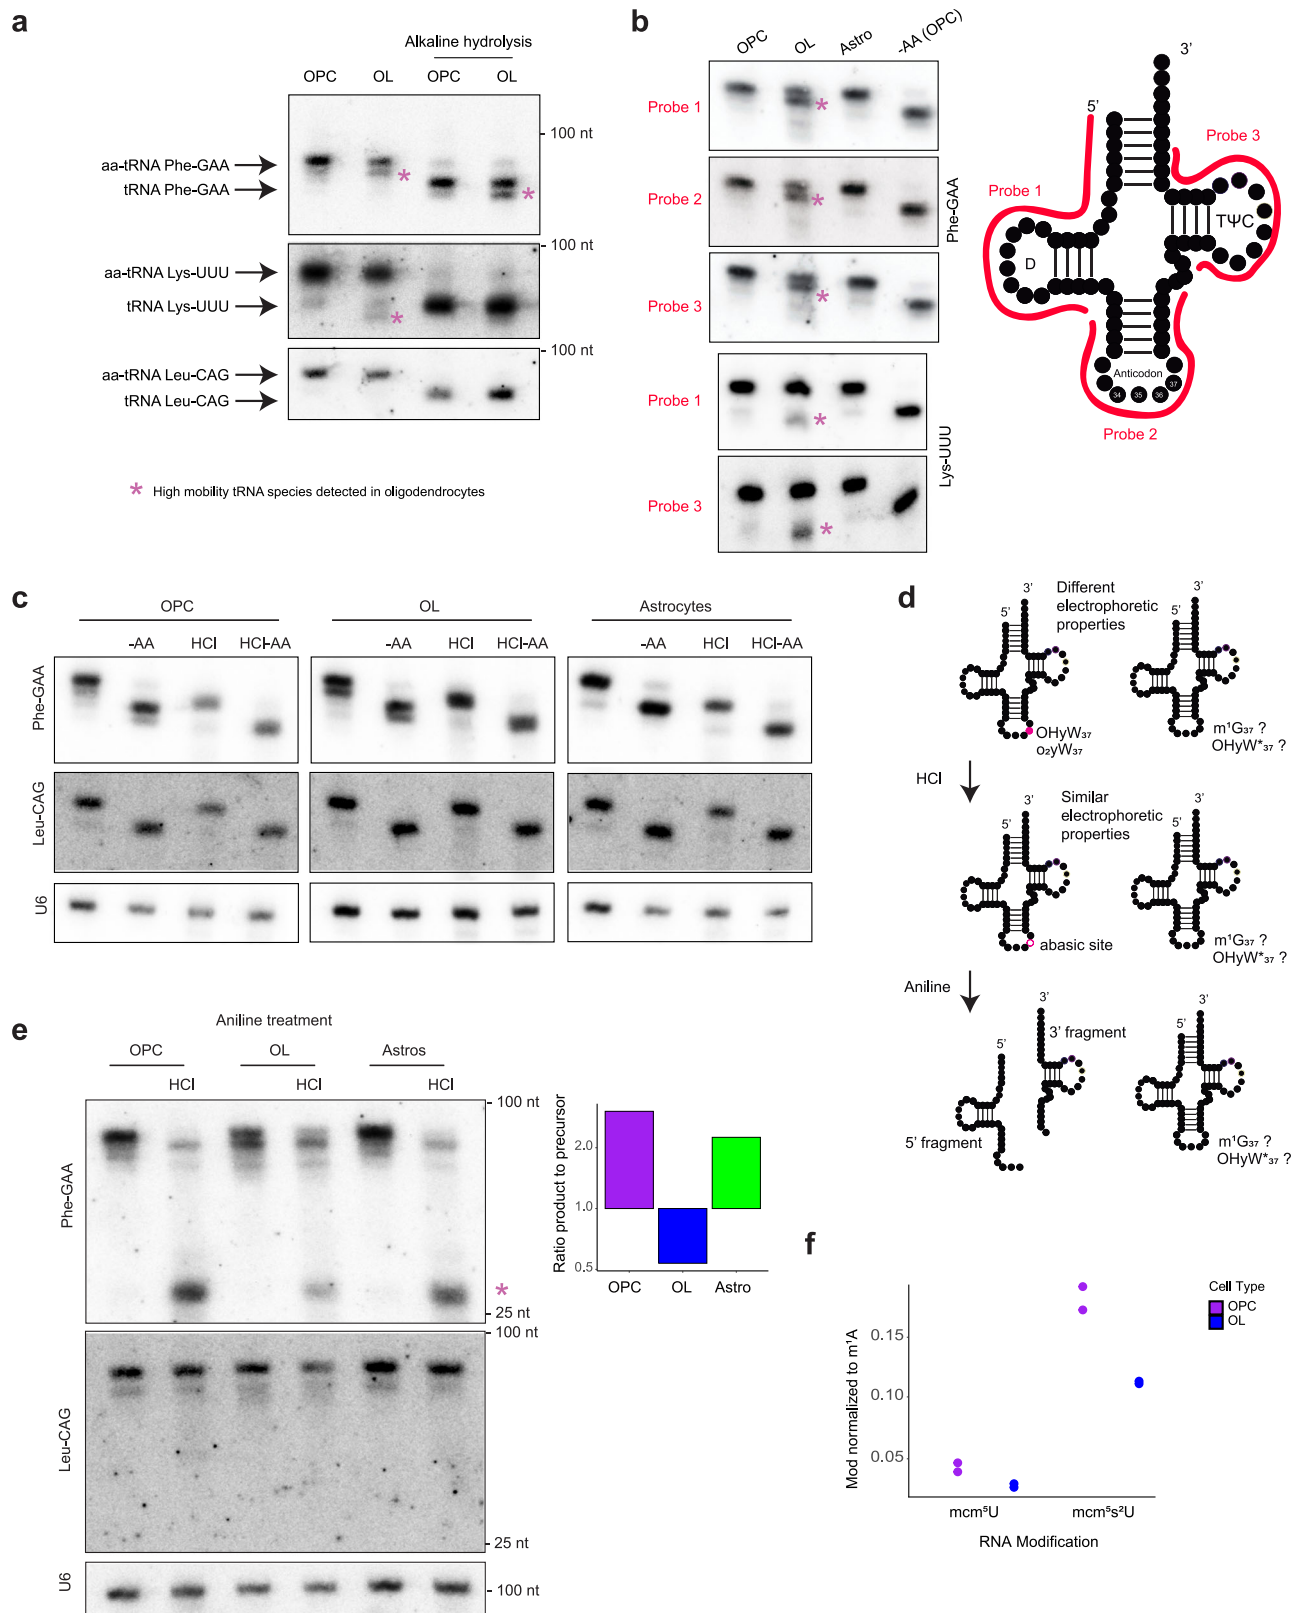 a
Alkaline hydrolysis
OPC OL OPC OL
100 nt
aa-tRNA Phe-GAA
tRNA Phe-GAA
*
*
100 nt
aa-tRNA Lys-UUU
tRNA Lys-UUU
*
100 nt
aa-tRNA Leu-CAG
tRNA Leu-CAG
* High mobility tRNA species detected in oligodendrocytes
b
OPC OL Astro -AA (OPC)
Probe 1
*
Probe 2
*
Probe 3
*
Phe-GAA
Probe 1
*
Probe 3
*
Lys-UUU
3’
5’
Probe 3
Probe 1
TΨC
D
Anticodon
34 35 36 37
Probe 2
c
OPC OL Astrocytes
-AA HCl HCl-AA -AA HCl HCl-AA -AA HCl HCl-AA
Phe-GAA
Leu-CAG
U6
d
3’
5’
Different
electrophoretic
properties
3’
5’
OHyW₃₇
o₂yW₃₇
m¹G₃₇ ?
OHyW*₃₇ ?
HCl
3’
5’
Similar
electrophoretic
properties
3’
5’
abasic site
m¹G₃₇ ?
OHyW*₃₇ ?
Aniline
3’
5’
3’ fragment
5’ fragment
3’
5’
m¹G₃₇ ?
OHyW*₃₇ ?
e
Aniline treatment
OPC OL Astros
HCl HCl HCl
100 nt
Phe-GAA
*
25 nt
100 nt
Leu-CAG
25 nt
U6
100 nt
Ratio product to precursor
2.0
1.0
0.5
OPC OL Astro
f
Cell Type
OPC
OL
Mod normalized to m¹A
0.15
0.10
0.05
mcm⁵U mcm⁵s²U
RNA Modification